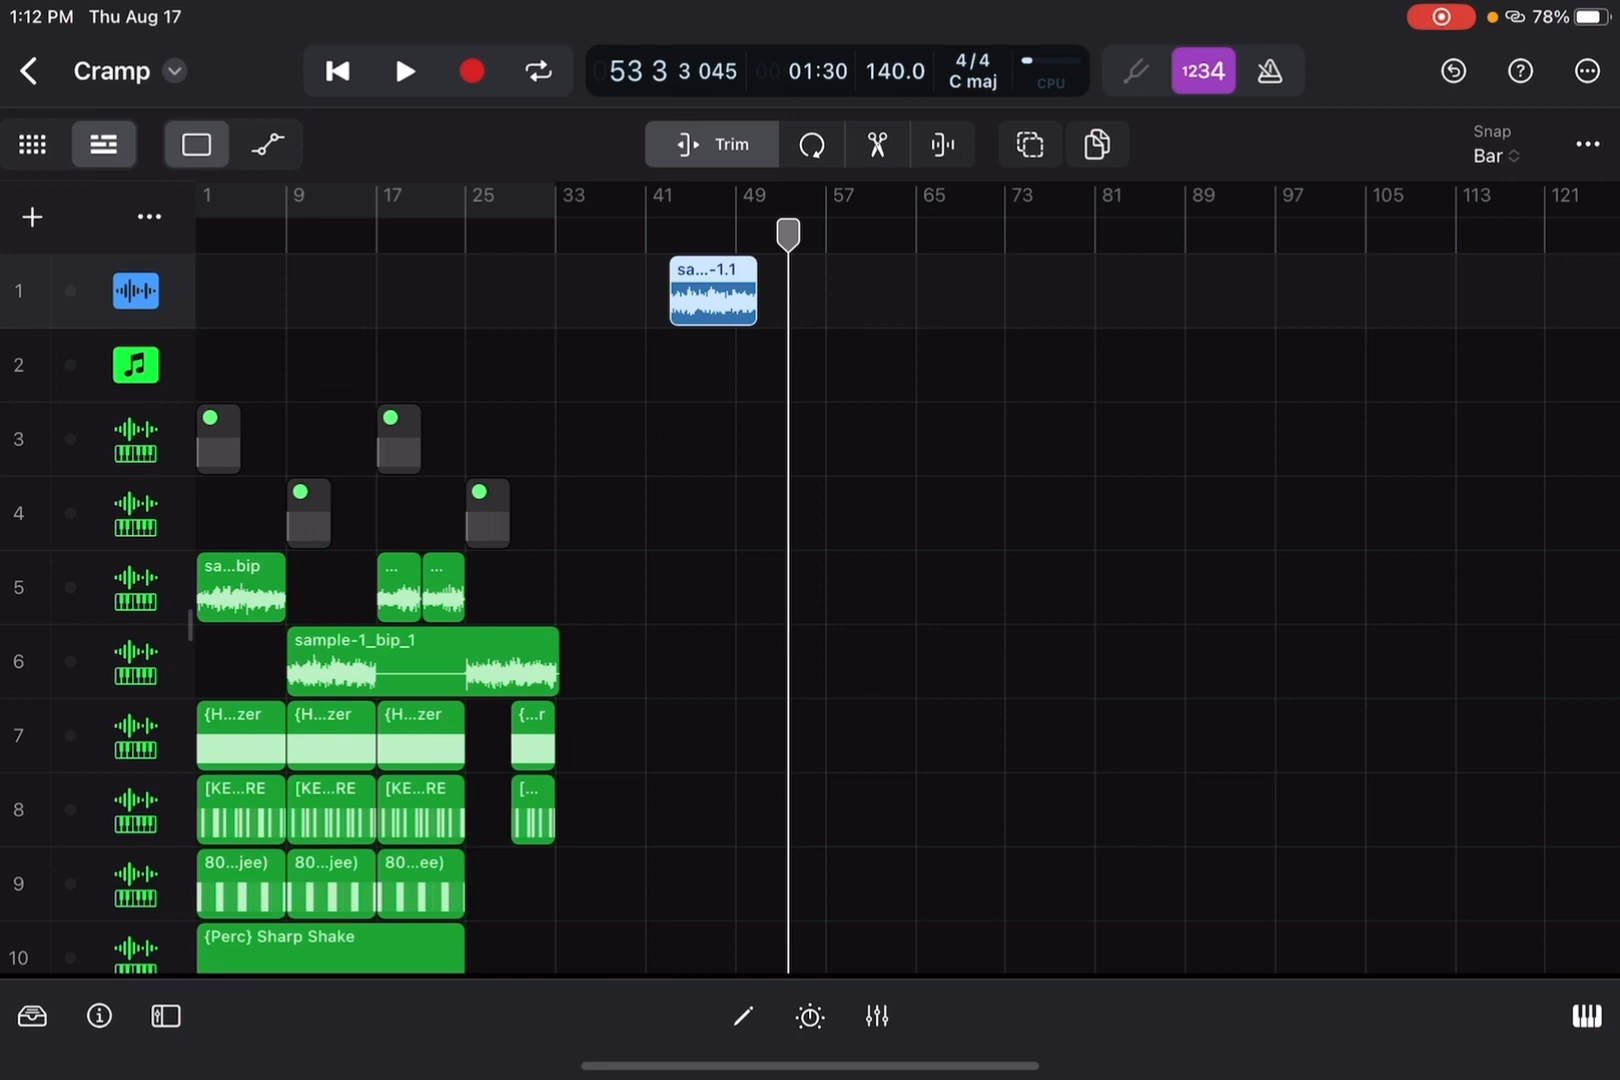 1:12 PM Thu Aug 17
78%
Cramp
53 3 3 045
01:30
140.0
4/4
C maj
CPU
1234
?
Trim
Snap
Bar
1 9 17 25 33 41 49 57 65 73 81 89 97 105 113 121
1
sa...-1.1
2
3
4
5
sa...bip
...
...
6
sample-1_bip_1
7
{H...zer
{H...zer
{H...zer
{...r
8
[KE...RE
[KE...RE
[KE...RE
[...
9
80...jee)
80...jee)
80...ee)
10
{Perc} Sharp Shake